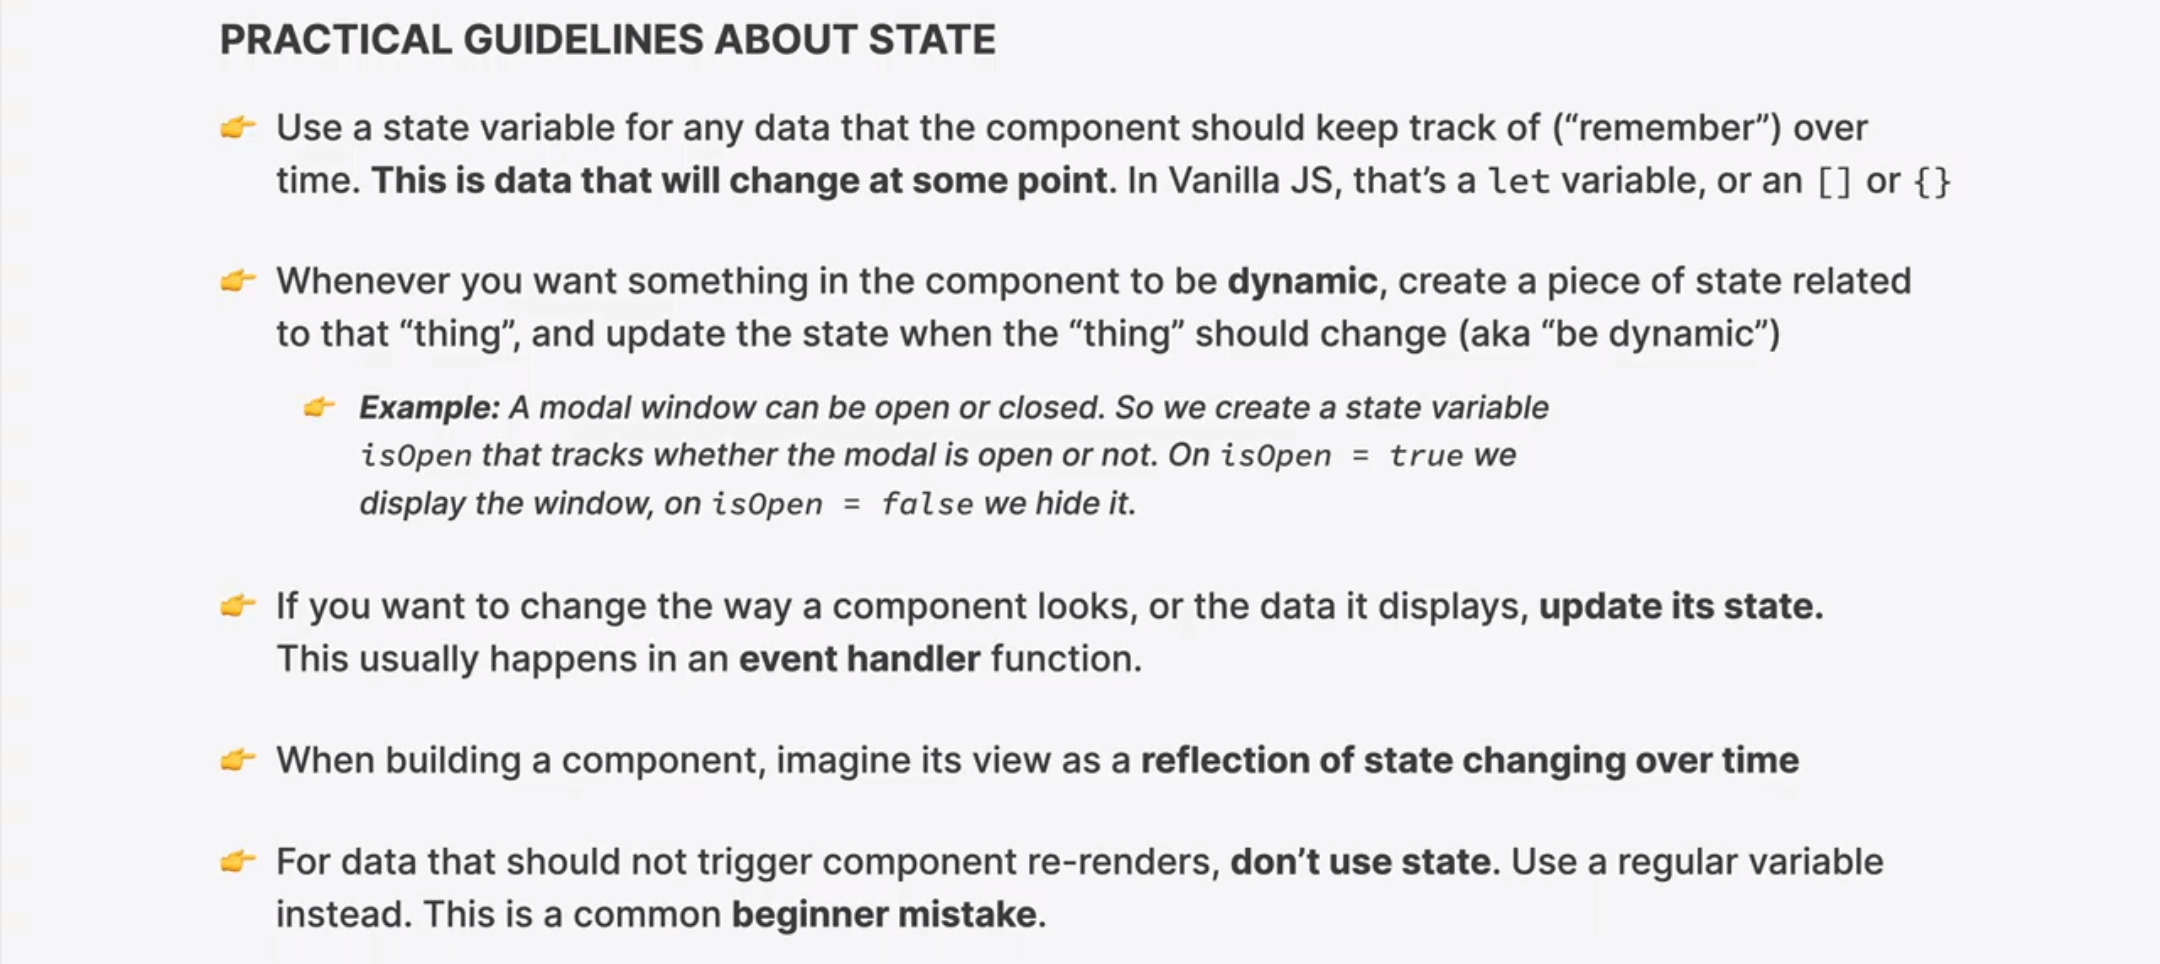 PRACTICAL GUIDELINES ABOUT STATE
👉 Use a state variable for any data that the component should keep track of (“remember”) over
time. This is data that will change at some point. In Vanilla JS, that’s a let variable, or an [] or {}
👉 Whenever you want something in the component to be dynamic, create a piece of state related
to that “thing”, and update the state when the “thing” should change (aka “be dynamic”)
👉 Example: A modal window can be open or closed. So we create a state variable
isOpen that tracks whether the modal is open or not. On isOpen = true we
display the window, on isOpen = false we hide it.
👉 If you want to change the way a component looks, or the data it displays, update its state.
This usually happens in an event handler function.
👉 When building a component, imagine its view as a reflection of state changing over time
👉 For data that should not trigger component re-renders, don’t use state. Use a regular variable
instead. This is a common beginner mistake.